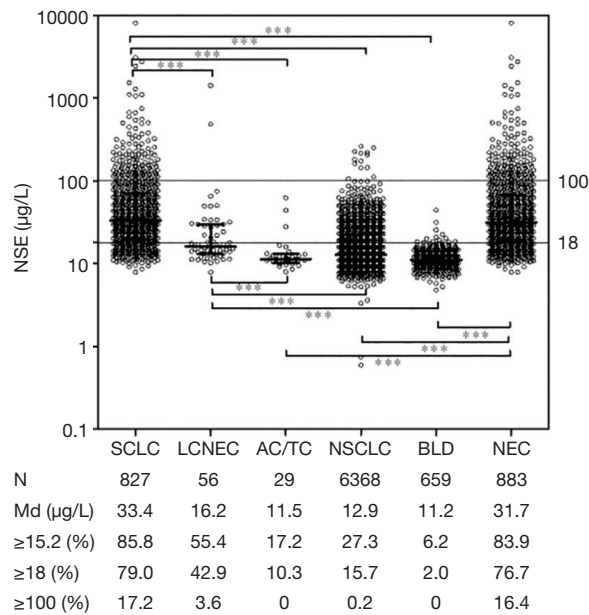 10000
1000
100
10
1
0.1
NSE (µg/L)
***
***
***
***
100
18
***
***
***
***
***
***
SCLC LCNEC AC/TC NSCLC BLD NEC
N 827 56 29 6368 659 883
Md (µg/L) 33.4 16.2 11.5 12.9 11.2 31.7
≥15.2 (%) 85.8 55.4 17.2 27.3 6.2 83.9
≥18 (%) 79.0 42.9 10.3 15.7 2.0 76.7
≥100 (%) 17.2 3.6 0 0.2 0 16.4